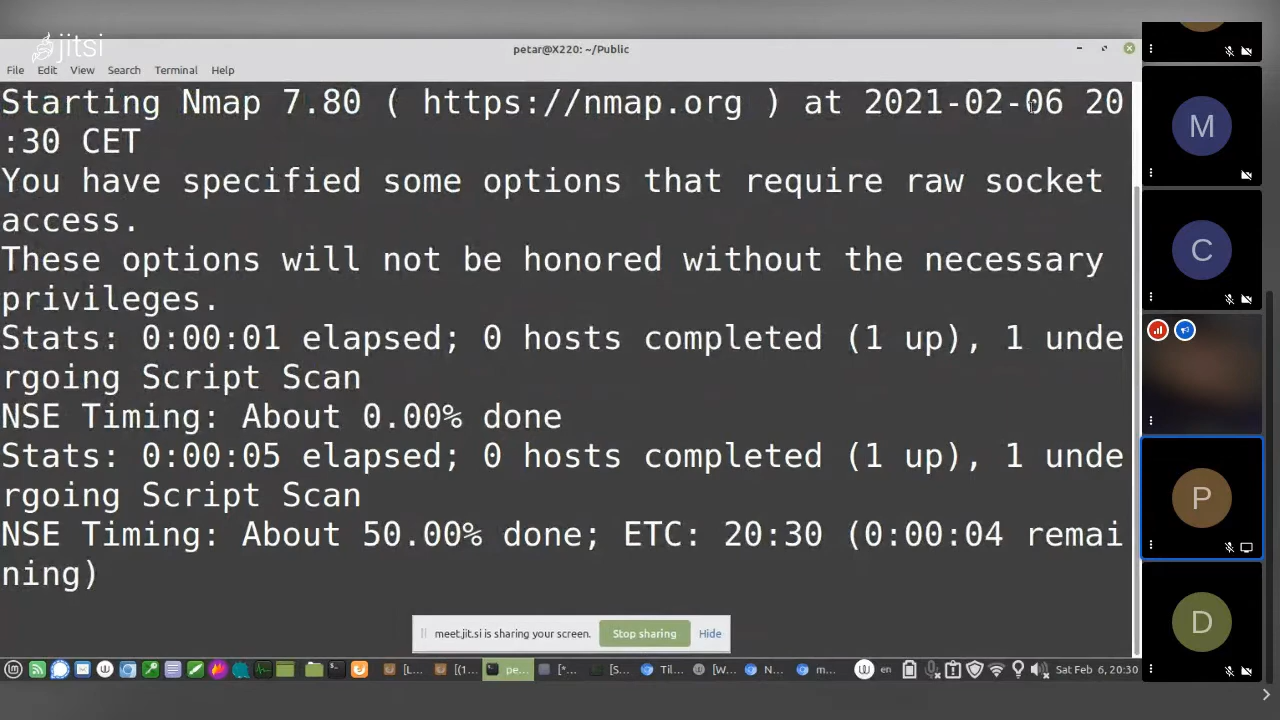 jitsi
petar@X220: ~/Public
File Edit View Search Terminal Help
Starting Nmap 7.80 ( https://nmap.org ) at 2021-02-06 20
:30 CET
You have specified some options that require raw socket
access.
These options will not be honored without the necessary
privileges.
Stats: 0:00:01 elapsed; 0 hosts completed (1 up), 1 unde
rgoing Script Scan
NSE Timing: About 0.00% done
Stats: 0:00:05 elapsed; 0 hosts completed (1 up), 1 unde
rgoing Script Scan
NSE Timing: About 50.00% done; ETC: 20:30 (0:00:04 remai
ning)
M
C
P
D
meet.jit.si is sharing your screen. Stop sharing Hide
[L... [(1... pe... [*... [S... Til... [W... N... m... en Sat Feb 6, 20:30